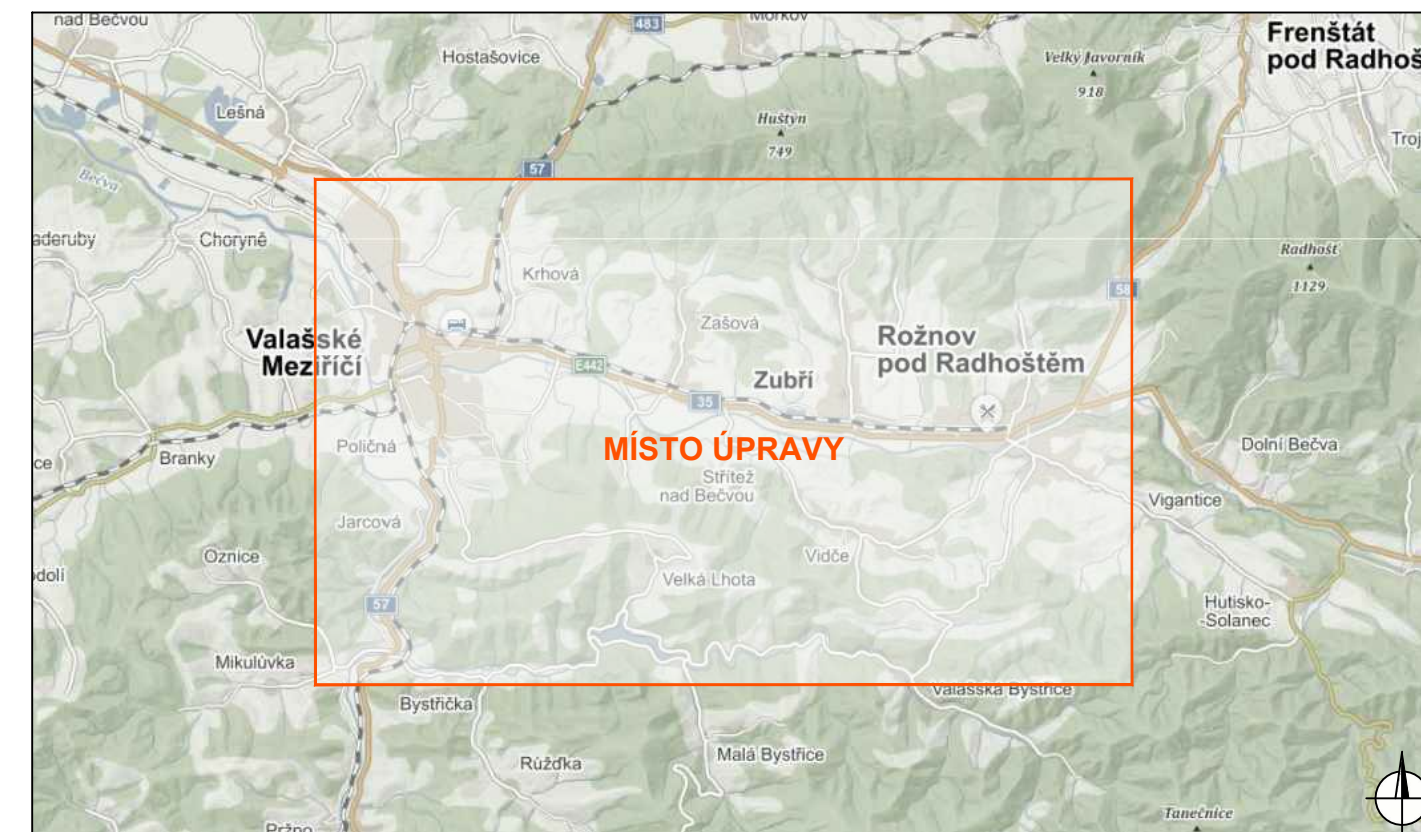 nad Bečvou
483
Frenštát
pod Radhoš
Hostašovice
Velký Javorník
918
Lešná
Huštýn
749
Troj
57
Bečva
aderuby
Choryně
Radhošť
1129
Krhová
58
Valašské
Meziříčí
Zašová
Rožnov
pod Radhoštěm
E442
Zubří
35
Poličná
MÍSTO ÚPRAVY
Dolní Bečva
ce
Branky
Střítež
nad Bečvou
Vigantice
Jarcová
Oznice
Vidče
dolí
Velká Lhota
57
Hutisko-
-Solanec
Mikulůvka
Bystřička
Valašská Bystřice
Malá Bystřice
Růžďka
Tanečnice
Pržno